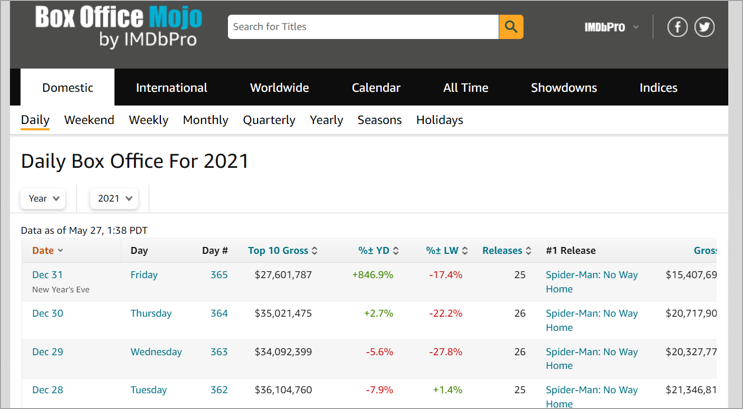 Box Office Mojo
by IMDbPro
Search for Titles
IMDbPro
Domestic International Worldwide Calendar All Time Showdowns Indices
Daily Weekend Weekly Monthly Quarterly Yearly Seasons Holidays
Daily Box Office For 2021
Year 2021
Data as of May 27, 1:38 PDT
Date Day Day # Top 10 Gross %± YD %± LW Releases #1 Release Gros
Dec 31 Friday 365 $27,601,787 +846.9% -17.4% 25 Spider-Man: No Way $15,407,69
New Year's Eve Home
Dec 30 Thursday 364 $35,021,475 +2.7% -22.2% 26 Spider-Man: No Way $20,717,90
Home
Dec 29 Wednesday 363 $34,092,399 -5.6% -27.8% 26 Spider-Man: No Way $20,327,77
Home
Dec 28 Tuesday 362 $36,104,760 -7.9% +1.4% 25 Spider-Man: No Way $21,346,81
Home